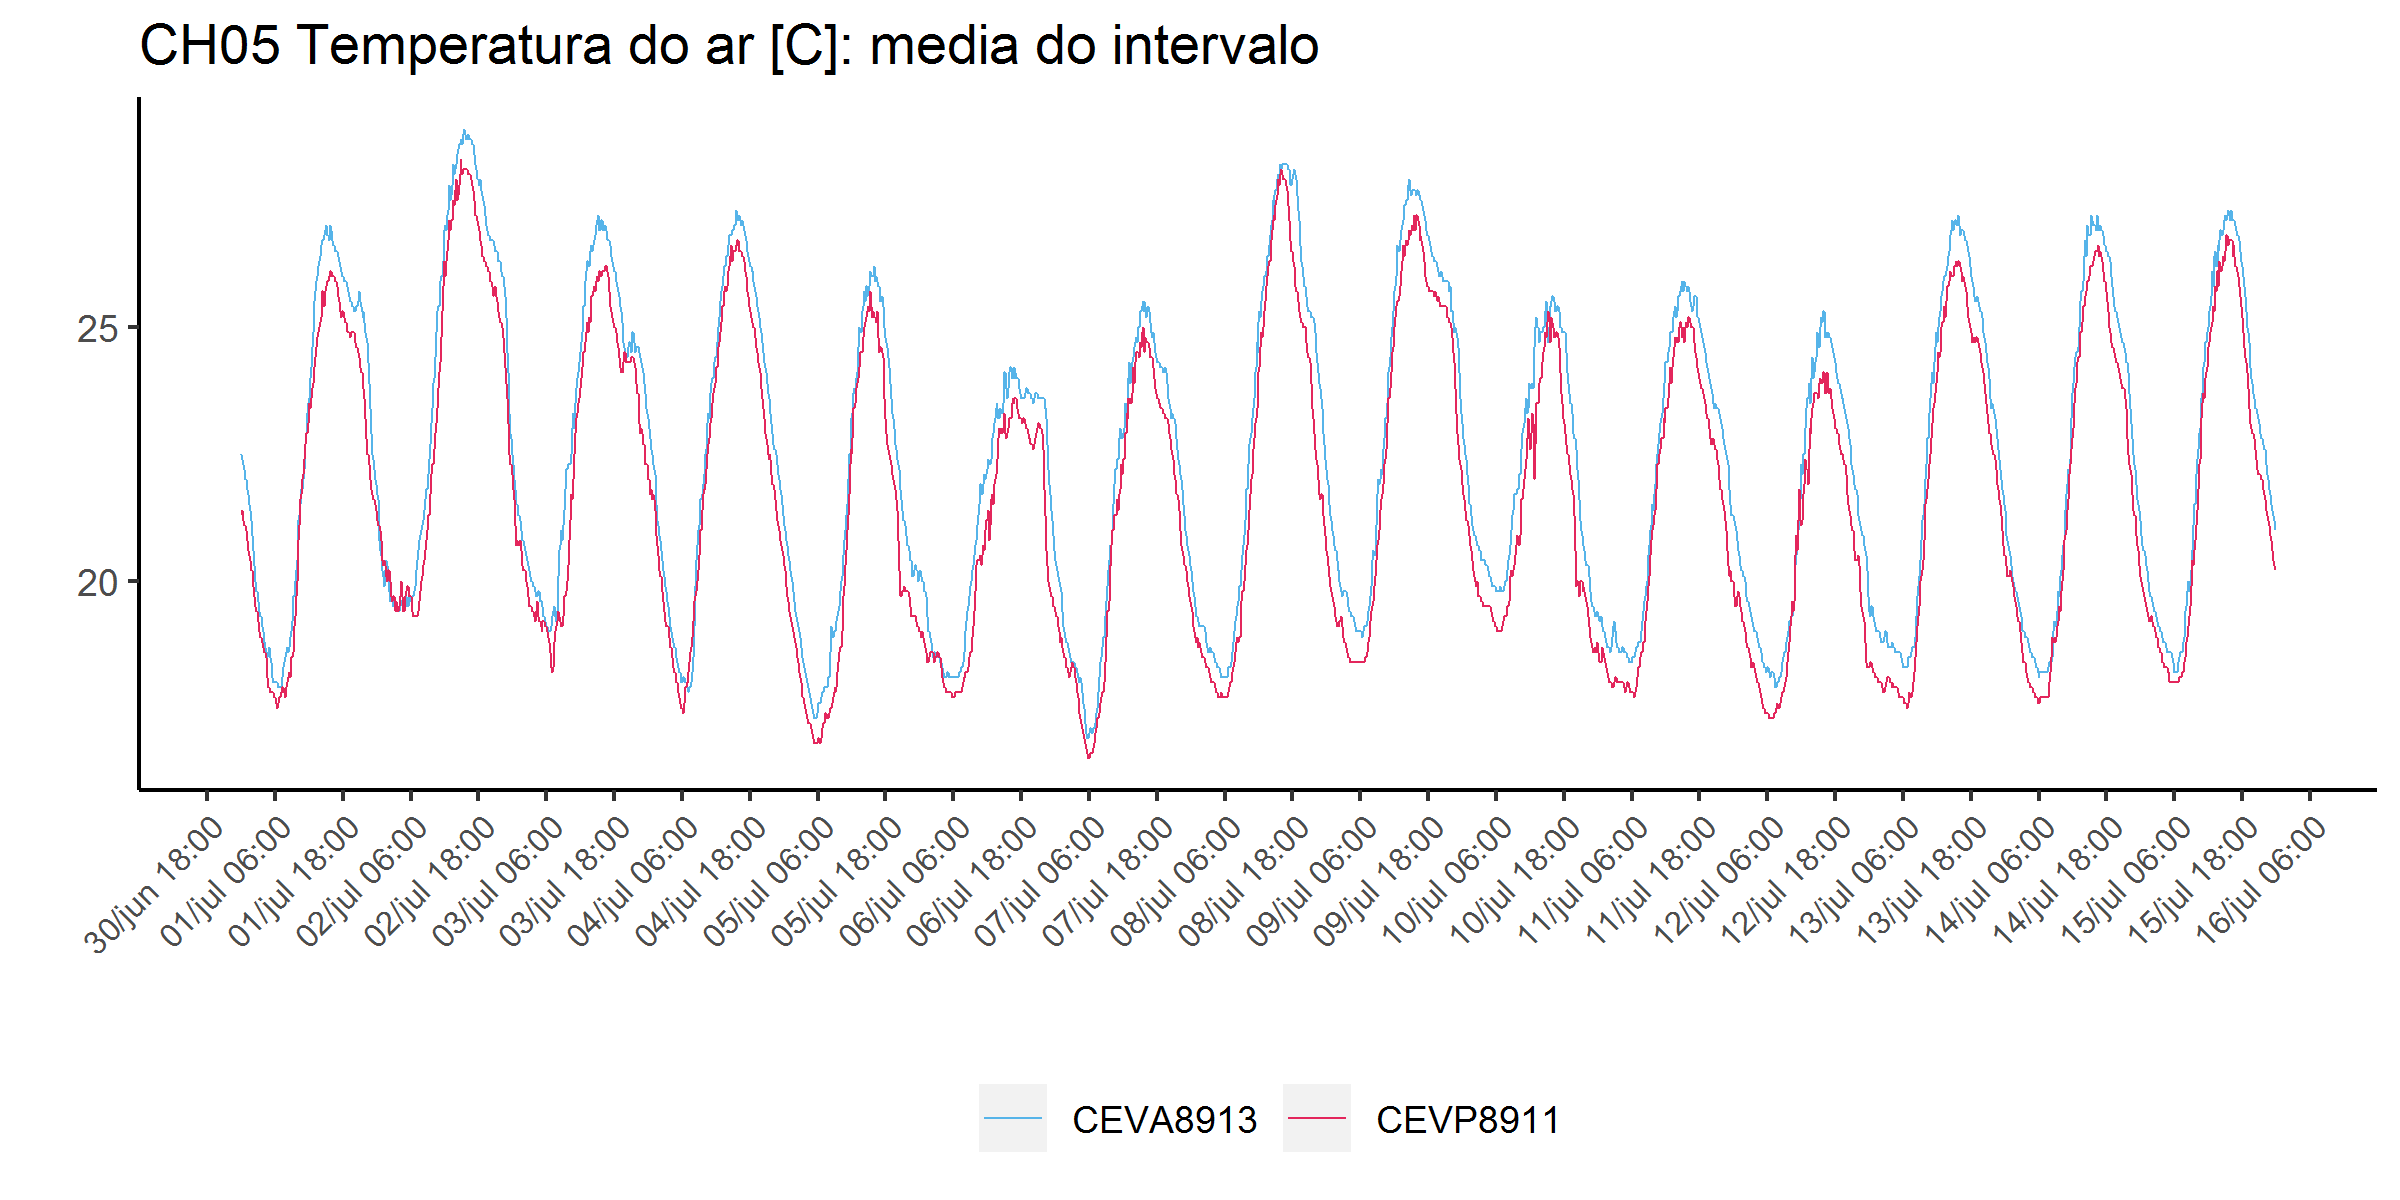 CH05 Temperatura do ar [C]: media do intervalo
25
20
30/jun 18:00
01/jul 06:00
01/jul 18:00
02/jul 06:00
02/jul 18:00
03/jul 06:00
03/jul 18:00
04/jul 06:00
04/jul 18:00
05/jul 06:00
05/jul 18:00
06/jul 06:00
06/jul 18:00
07/jul 06:00
07/jul 18:00
08/jul 06:00
08/jul 18:00
09/jul 06:00
09/jul 18:00
10/jul 06:00
10/jul 18:00
11/jul 06:00
11/jul 18:00
12/jul 06:00
12/jul 18:00
13/jul 06:00
13/jul 18:00
14/jul 06:00
14/jul 18:00
15/jul 06:00
15/jul 18:00
16/jul 06:00
CEVA8913 CEVP8911